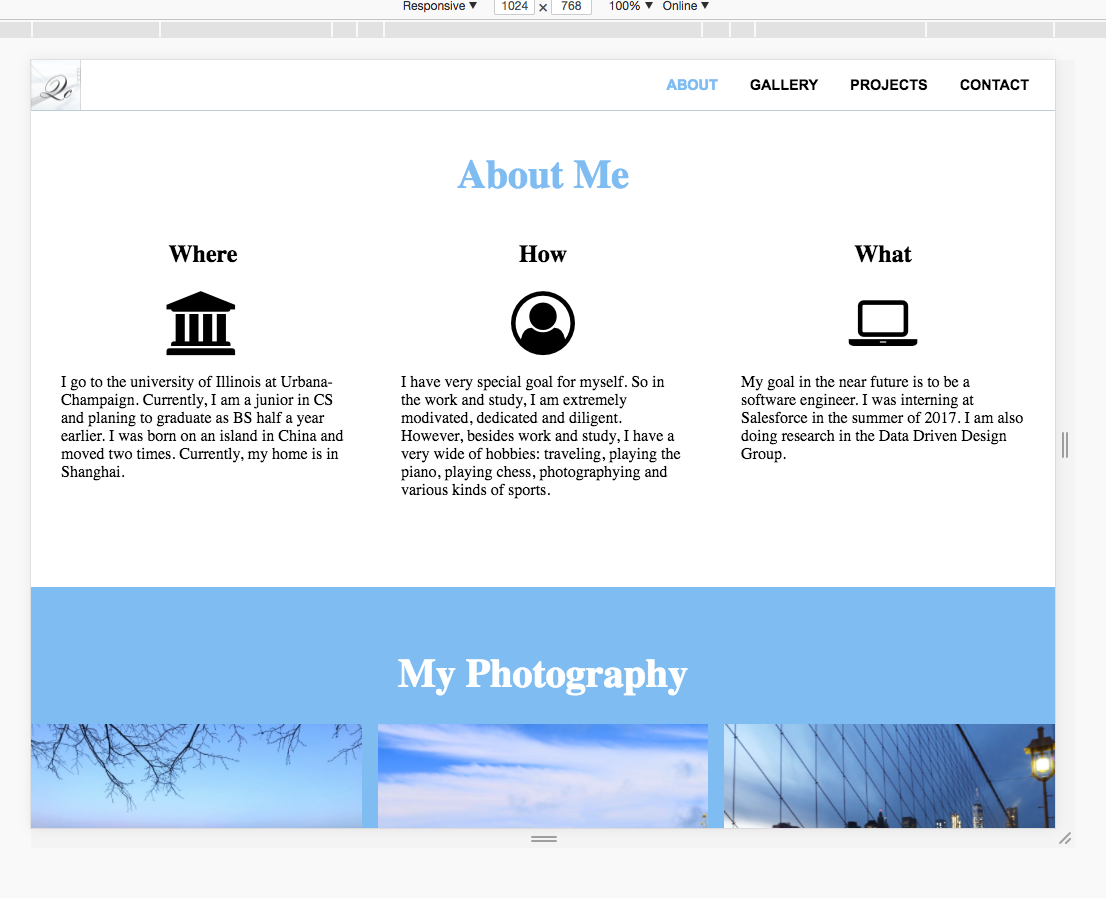 Responsive ▼ 1024 × 768 100% ▼ Online ▼
ABOUT GALLERY PROJECTS CONTACT
About Me
Where
I go to the university of Illinois at Urbana-
Champaign. Currently, I am a junior in CS
and planing to graduate as BS half a year
earlier. I was born on an island in China and
moved two times. Currently, my home is in
Shanghai.
How
I have very special goal for myself. So in
the work and study, I am extremely
modivated, dedicated and diligent.
However, besides work and study, I have a
very wide of hobbies: traveling, playing the
piano, playing chess, photographying and
various kinds of sports.
What
My goal in the near future is to be a
software engineer. I was interning at
Salesforce in the summer of 2017. I am also
doing research in the Data Driven Design
Group.
My Photography